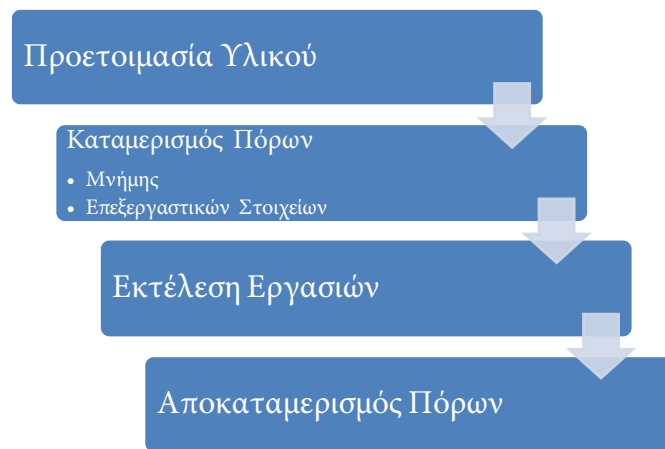 Προετοιμασία Υλικού
Καταμερισμός Πόρων
• Μνήμης
• Επεξεργαστικών Στοιχείων
Εκτέλεση Εργασιών
Αποκαταμερισμός Πόρων